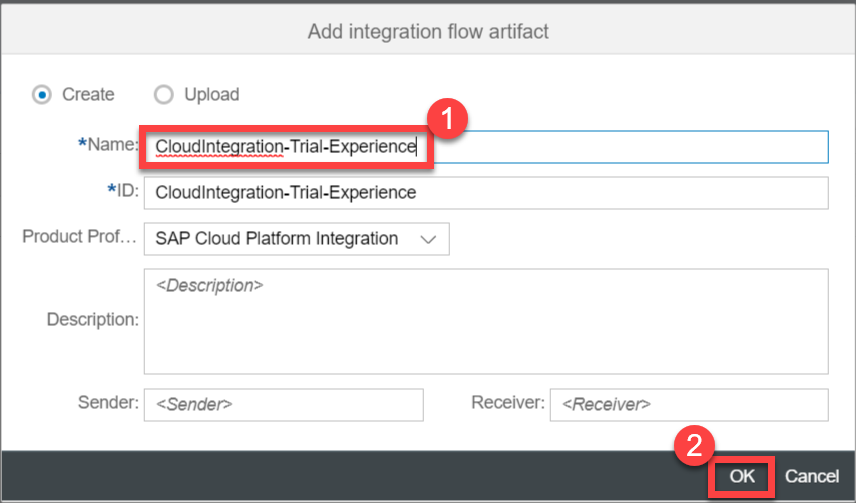 Add integration flow artifact
Create Upload
1
*Name: CloudIntegration-Trial-Experience
*ID: CloudIntegration-Trial-Experience
Product Prof... SAP Cloud Platform Integration
<Description>
Description:
Sender: <Sender> Receiver: <Receiver>
2
OK Cancel